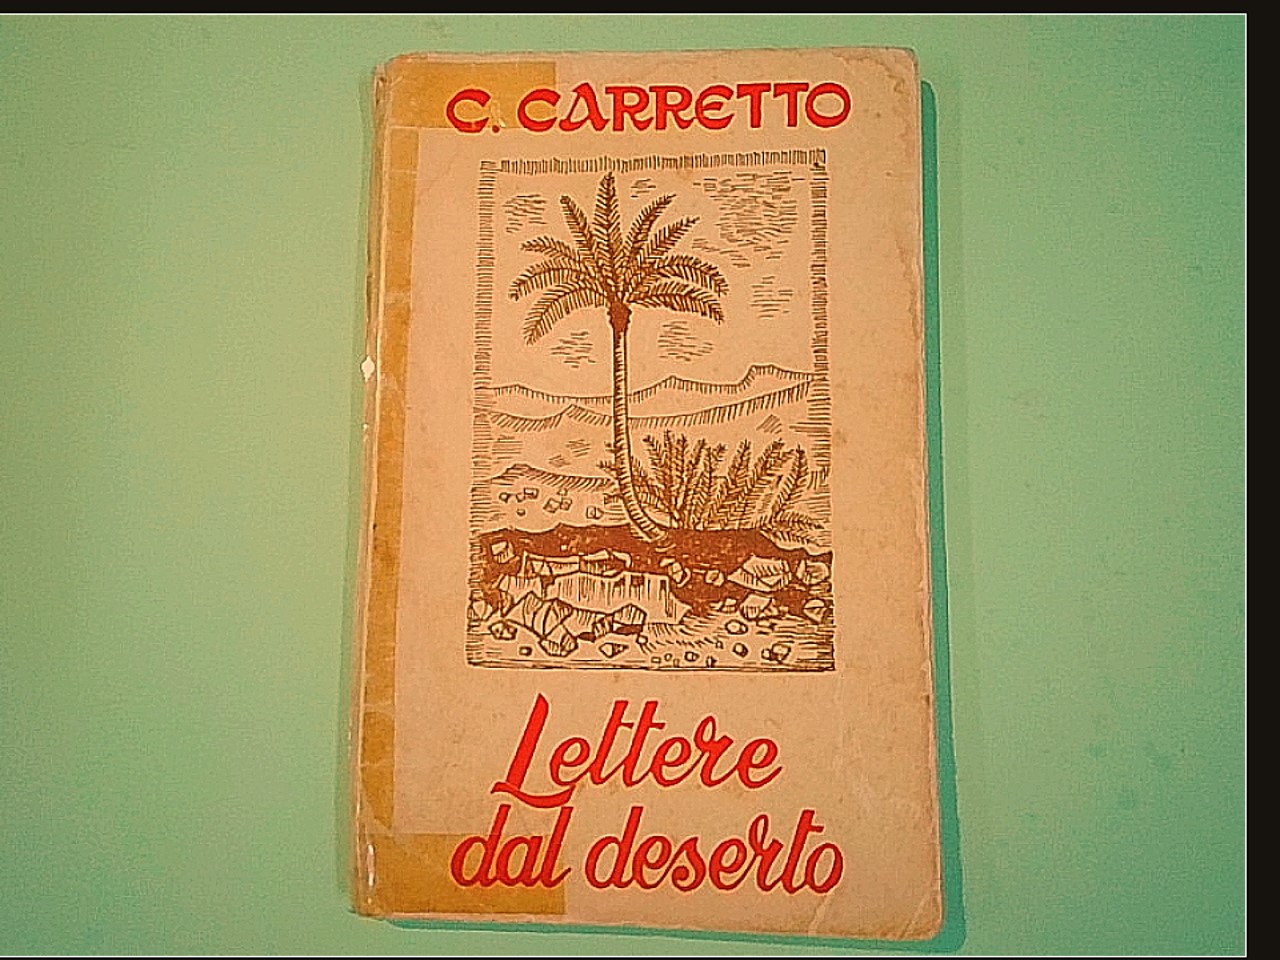 C. CARRETTO
Lettere
dal deserto